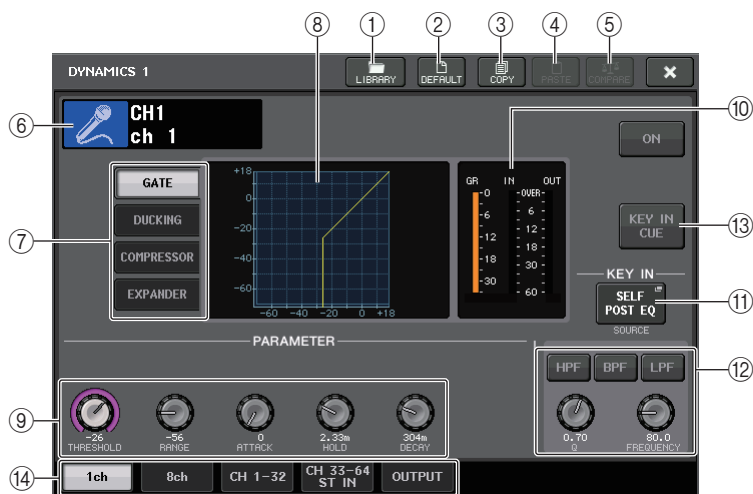 ① ② ③ ④ ⑤ ⑧
DYNAMICS 1
LIBRARY DEFAULT COPY PASTE COMPARE
⑥ CH1
ch 1
⑩
ON
⑦ GATE
DUCKING
COMPRESSOR
EXPANDER
+18
0
-20
-40
-60
-60 -40 -20 0 +18
GR IN OUT
0 OVER
6 6
12 12
18 18
30 30
60
KEY IN
CUE
⑬
KEY IN
SELF
POST EQ
⑪
SOURCE
PARAMETER
HPF BPF LPF
⑫
⑨
-26 -56 0 2.33m 304m
THRESHOLD RANGE ATTACK HOLD DECAY
0.70 80.0
Q FREQUENCY
⑭ 1ch 8ch CH 1-32 CH 33-64
ST IN OUTPUT